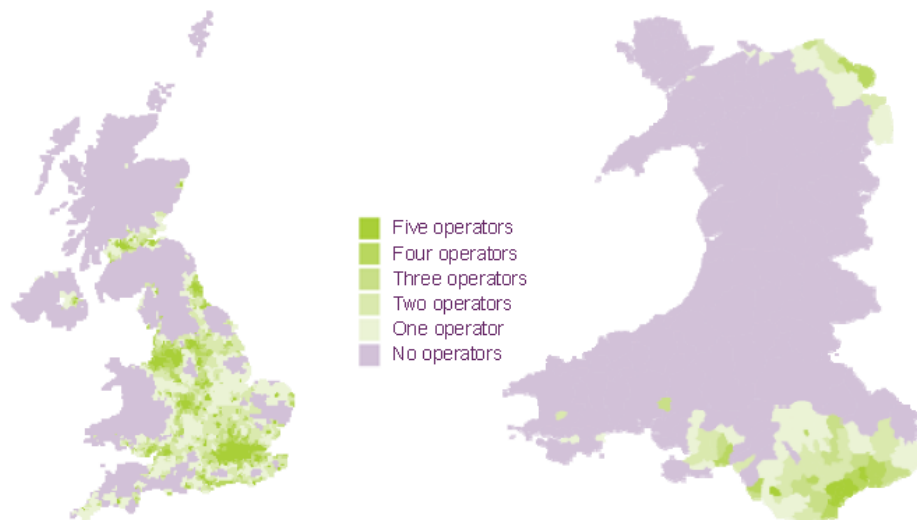 Five operators
Four operators
Three operators
Two operators
One operator
No operators